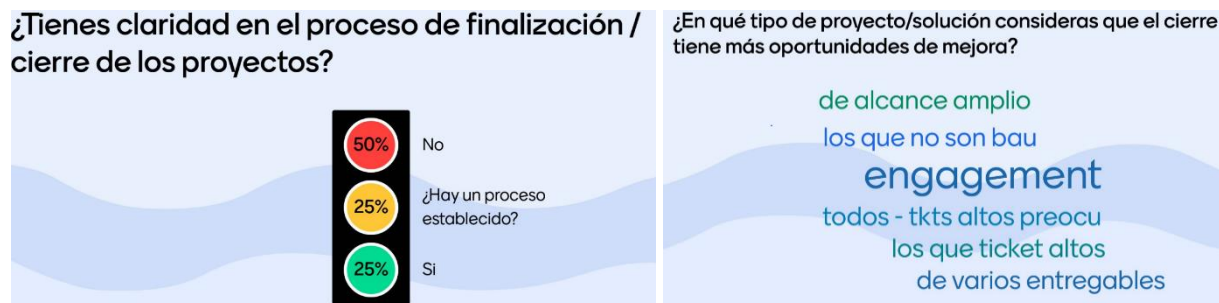 ¿Tienes claridad en el proceso de finalización /
cierre de los proyectos?
50%
No
25%
¿Hay un proceso
establecido?
25%
Si
¿En qué tipo de proyecto/solución consideras que el cierre
tiene más oportunidades de mejora?
de alcance amplio
los que no son bau
engagement
todos - tkts altos preocu
los que ticket altos
de varios entregables